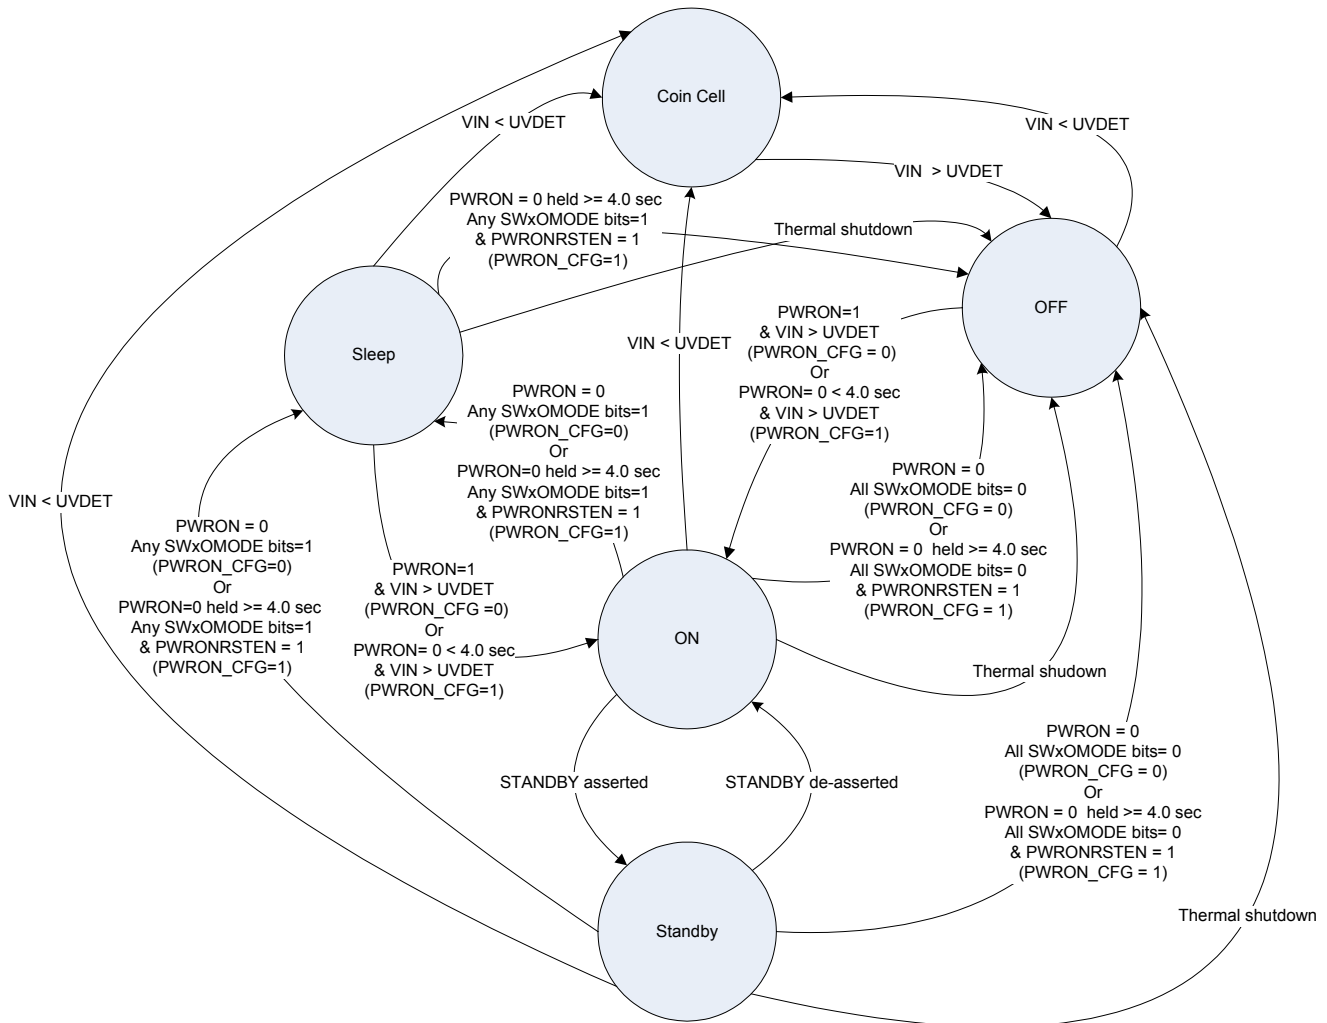 Coin Cell
VIN < UVDET
VIN < UVDET
VIN > UVDET
PWRON = 0 held >= 4.0 sec
Any SWxOMODE bits=1
& PWRONRSTEN = 1
(PWRON_CFG=1)
Thermal shutdown
OFF
Sleep
VIN < UVDET
PWRON=1
& VIN > UVDET
(PWRON_CFG = 0)
Or
PWRON= 0 < 4.0 sec
& VIN > UVDET
(PWRON_CFG=1)
PWRON = 0
Any SWxOMODE bits=1
(PWRON_CFG=0)
Or
PWRON=0 held >= 4.0 sec
Any SWxOMODE bits=1
& PWRONRSTEN = 1
(PWRON_CFG=1)
PWRON = 0
All SWxOMODE bits= 0
(PWRON_CFG = 0)
Or
PWRON = 0 held >= 4.0 sec
All SWxOMODE bits= 0
& PWRONRSTEN = 1
(PWRON_CFG = 1)
VIN < UVDET
PWRON = 0
Any SWxOMODE bits=1
(PWRON_CFG=0)
Or
PWRON=0 held >= 4.0 sec
Any SWxOMODE bits=1
& PWRONRSTEN = 1
(PWRON_CFG=1)
PWRON=1
& VIN > UVDET
(PWRON_CFG =0)
Or
PWRON= 0 < 4.0 sec
& VIN > UVDET
(PWRON_CFG=1)
ON
Thermal shudown
STANDBY asserted
STANDBY de-asserted
PWRON = 0
All SWxOMODE bits= 0
(PWRON_CFG = 0)
Or
PWRON = 0 held >= 4.0 sec
All SWxOMODE bits= 0
& PWRONRSTEN = 1
(PWRON_CFG = 1)
Thermal shutdown
Standby